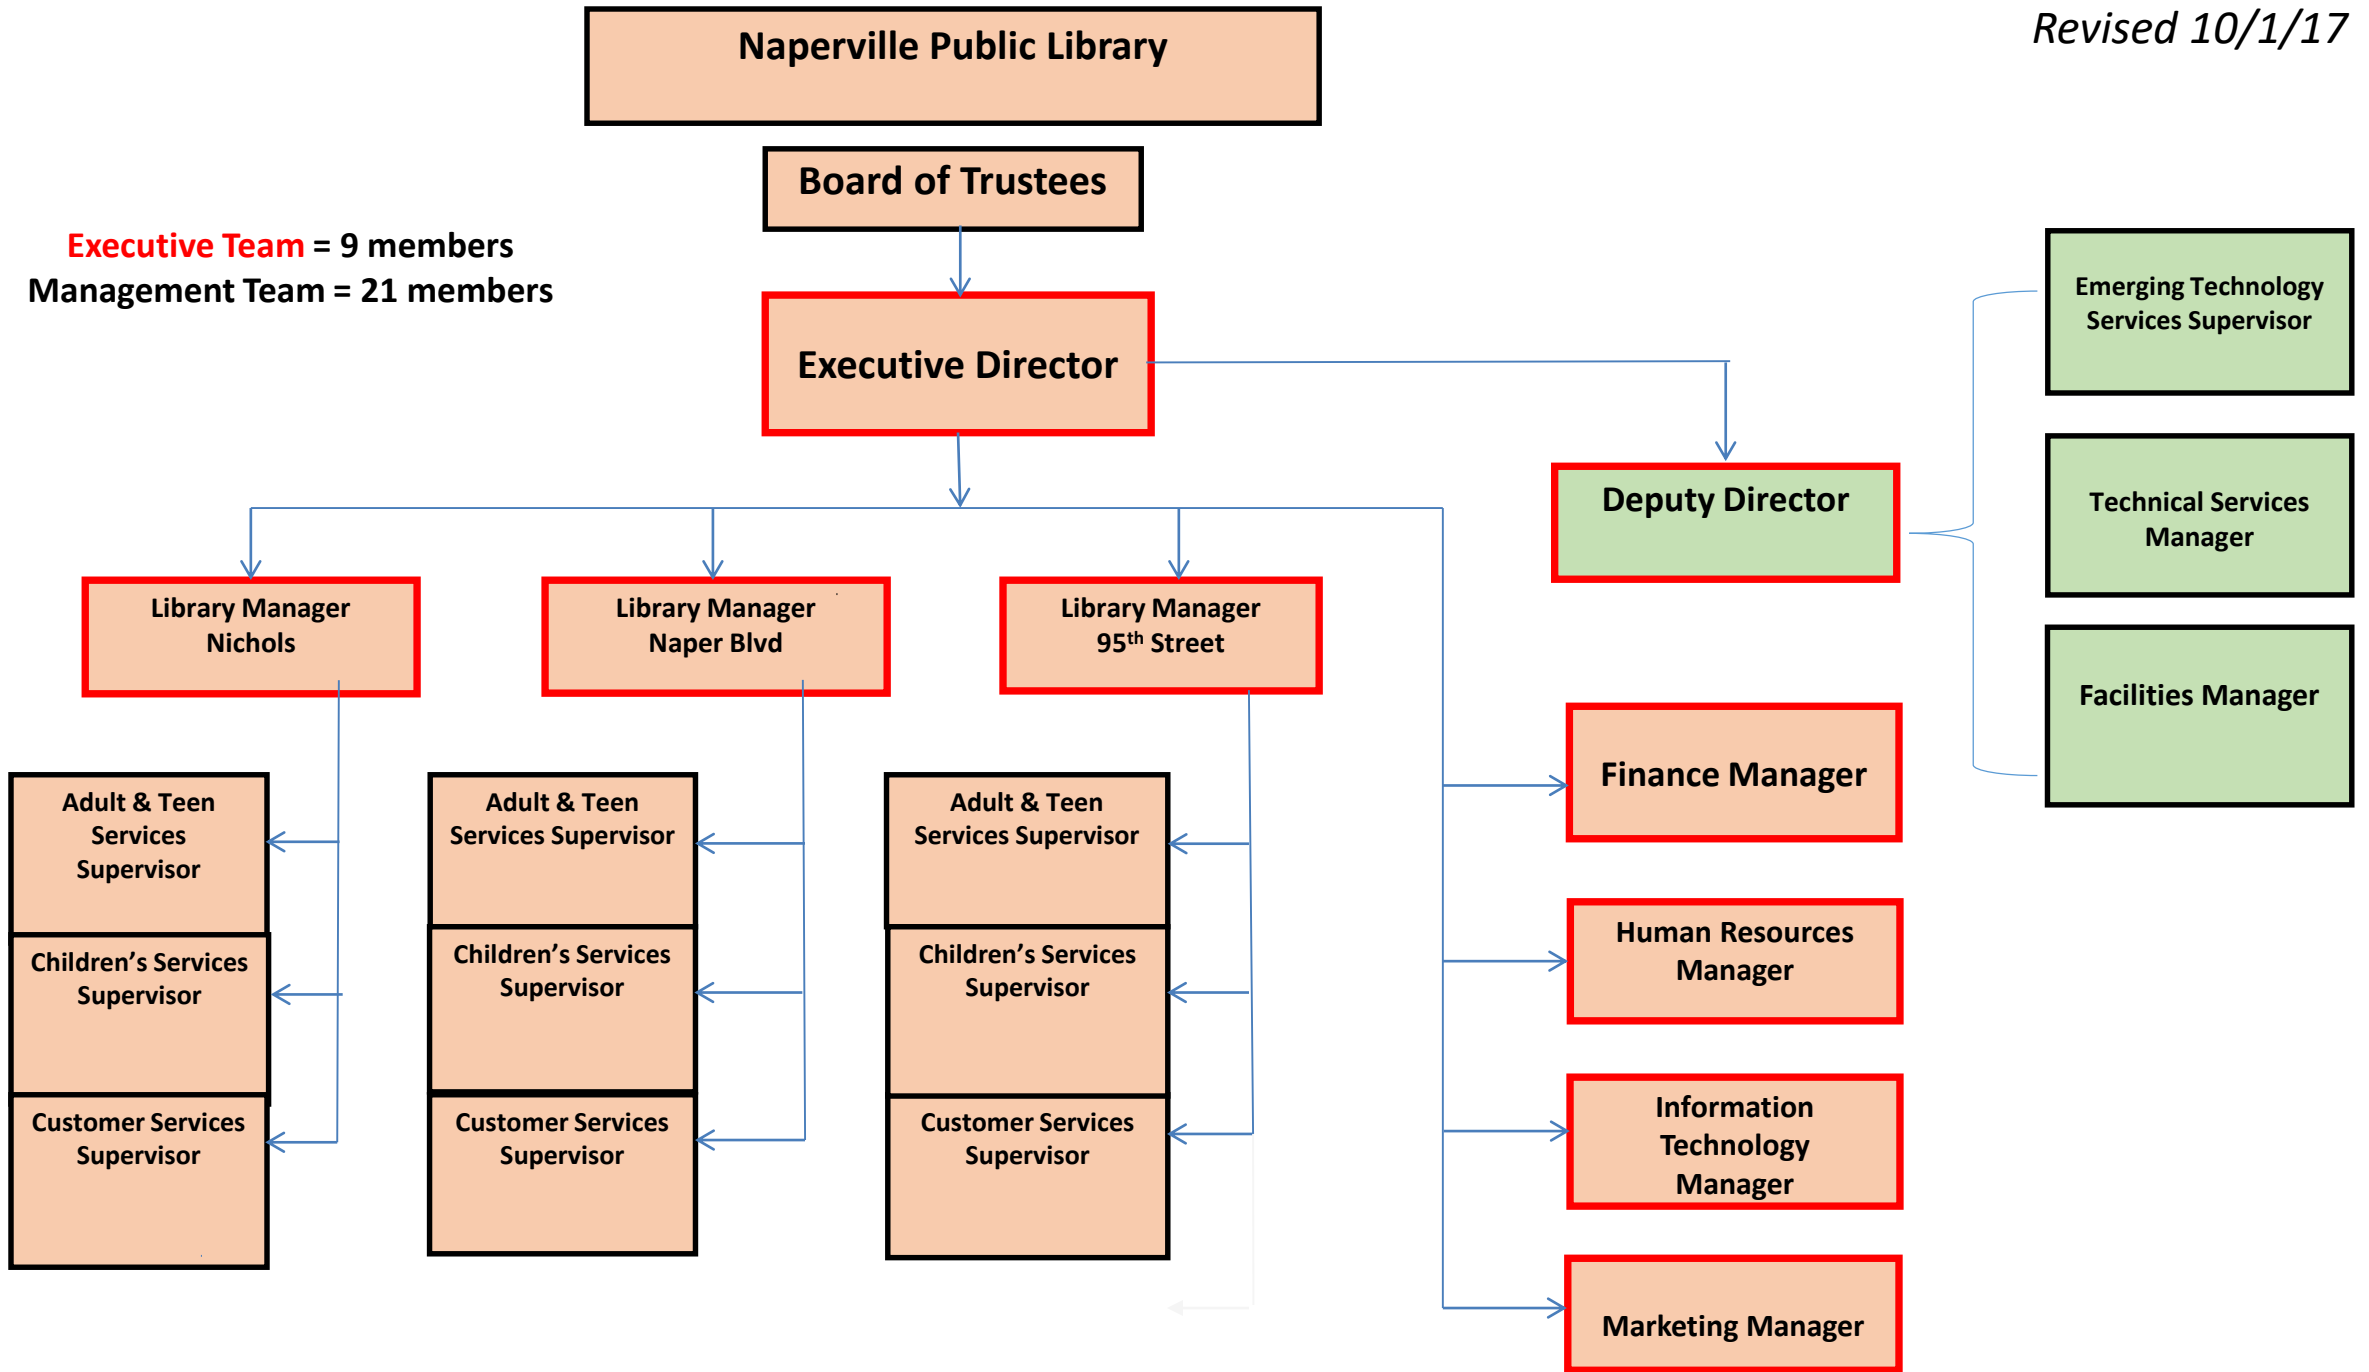 Naperville Public Library
Revised 10/1/17
Board of Trustees
Executive Team = 9 members
Management Team = 21 members
Executive Director
Emerging Technology
Services Supervisor
Deputy Director
Technical Services
Manager
Facilities Manager
Library Manager
Nichols
Library Manager
Naper Blvd
Library Manager
95th Street
Adult & Teen
Services
Supervisor
Children’s Services
Supervisor
Customer Services
Supervisor
Adult & Teen
Services Supervisor
Children’s Services
Supervisor
Customer Services
Supervisor
Adult & Teen
Services Supervisor
Children’s Services
Supervisor
Customer Services
Supervisor
Finance Manager
Human Resources
Manager
Information
Technology
Manager
Marketing Manager